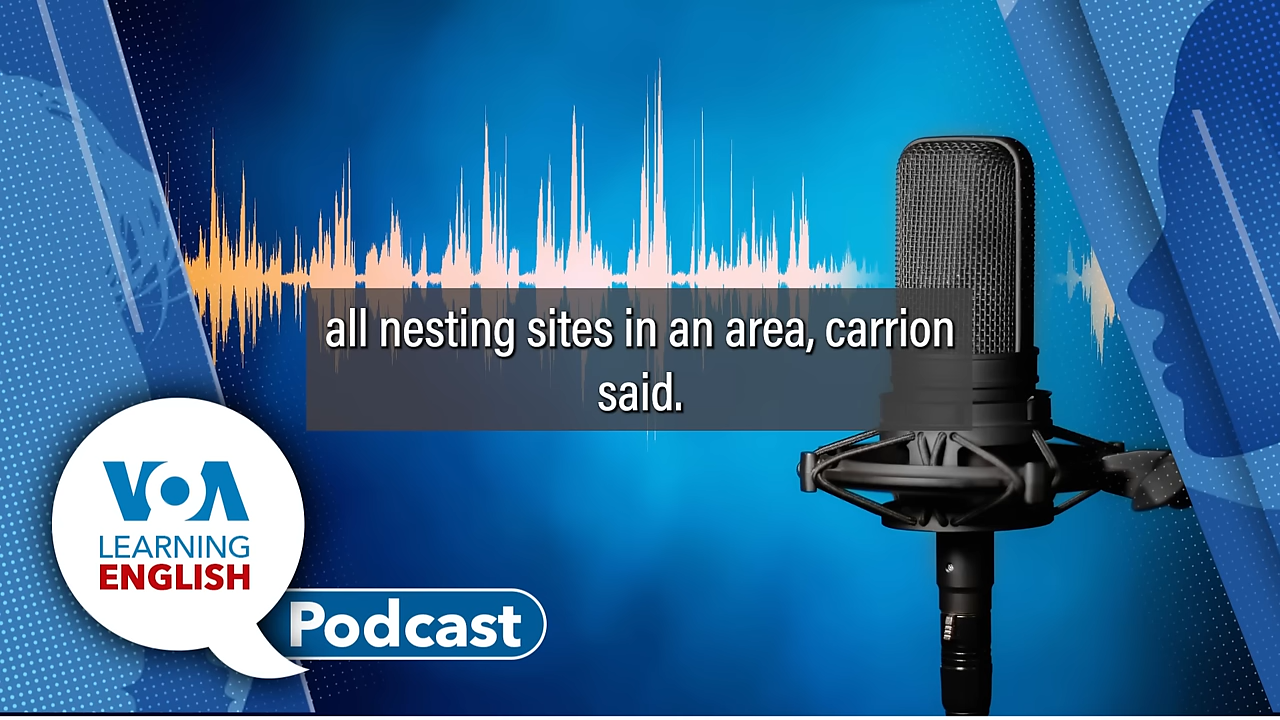 all nesting sites in an area, carrion
said.
VOA
LEARNING
ENGLISH
Podcast